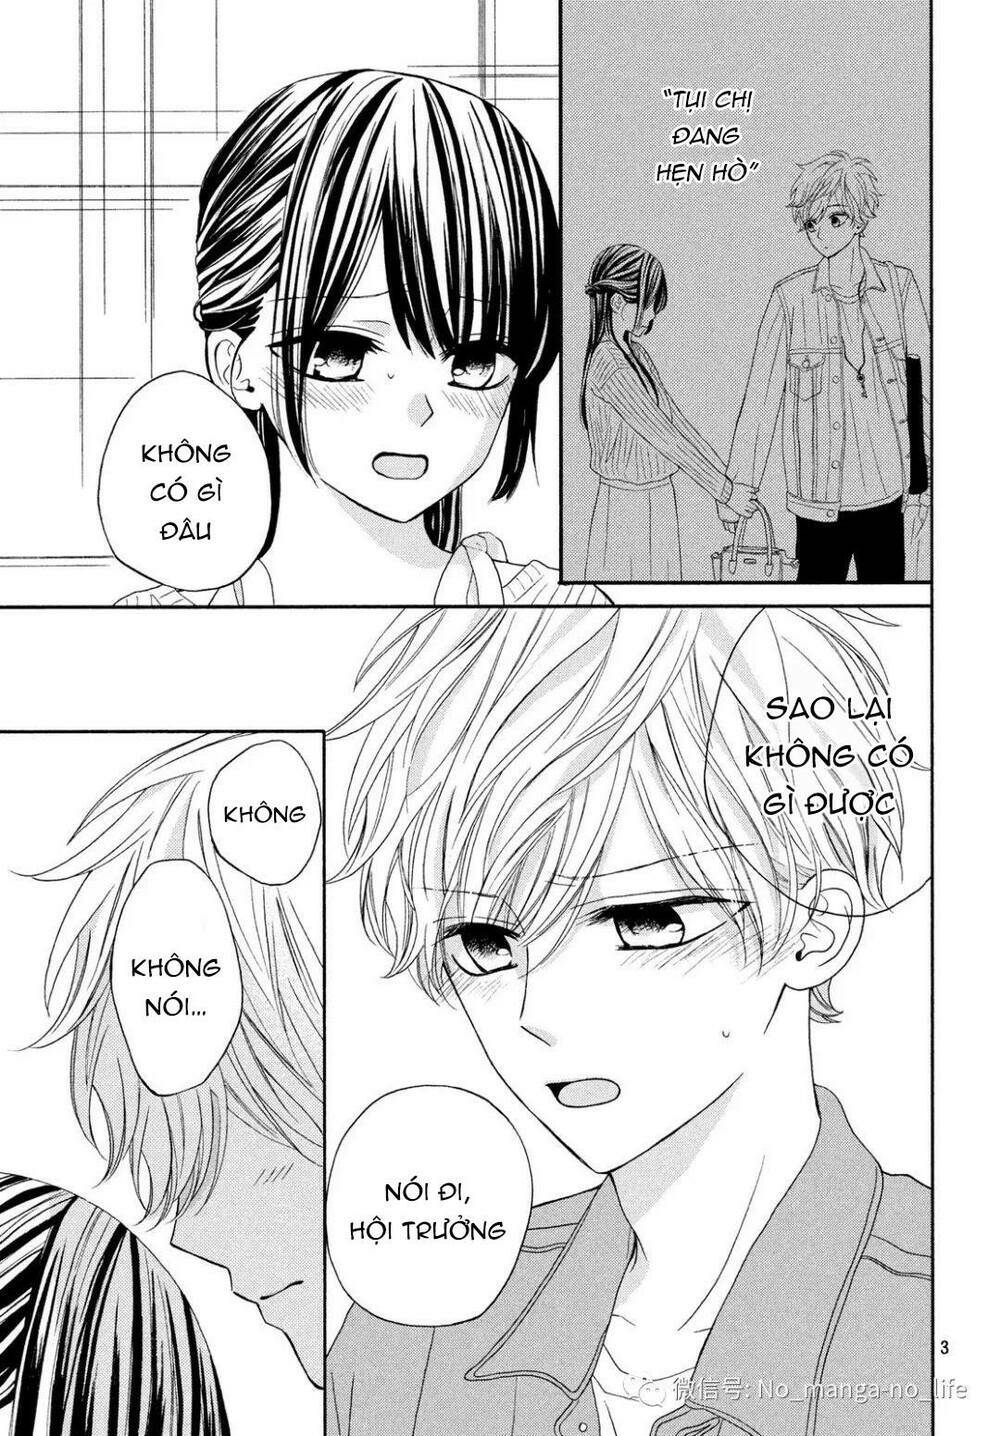 "TỤI CHỊ
ĐANG
HẸN HÒ"
KHÔNG
CÓ GÌ
ĐÂU
SAO LẠI
KHÔNG CÓ
GÌ ĐƯỢC
NÓI ĐI,
HỘI TRƯỞNG
KHÔNG
KHÔNG
NÓI...
3
微信号: No_manga-no_life